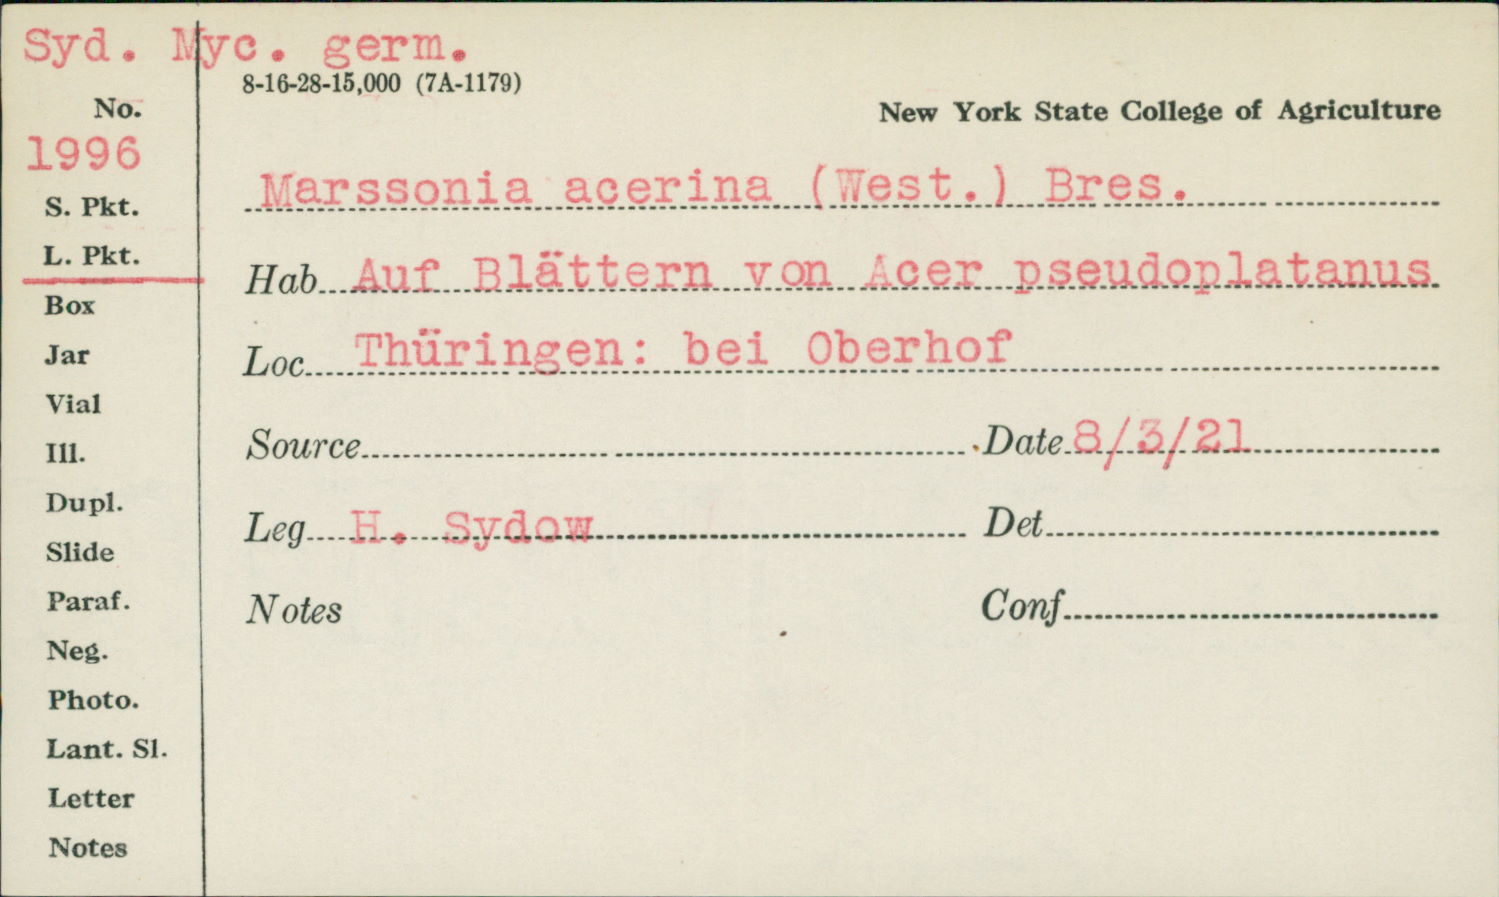 Syd. Myc. germ.
8-16-28-15,000 (7A-1179)
New York State College of Agriculture
No.
1996
S. Pkt.
L. Pkt.
Box
Jar
Vial
Ill.
Dupl.
Slide
Paraf.
Neg.
Photo.
Lant. Sl.
Letter
Notes
Marssonia acerina (West.) Bres.
Hab. Auf Blättern von Acer pseudoplatanus
Loc. Thüringen: bei Oberhof
Source Date 8/3/21
Leg. H. Sydow Det
Notes Conf